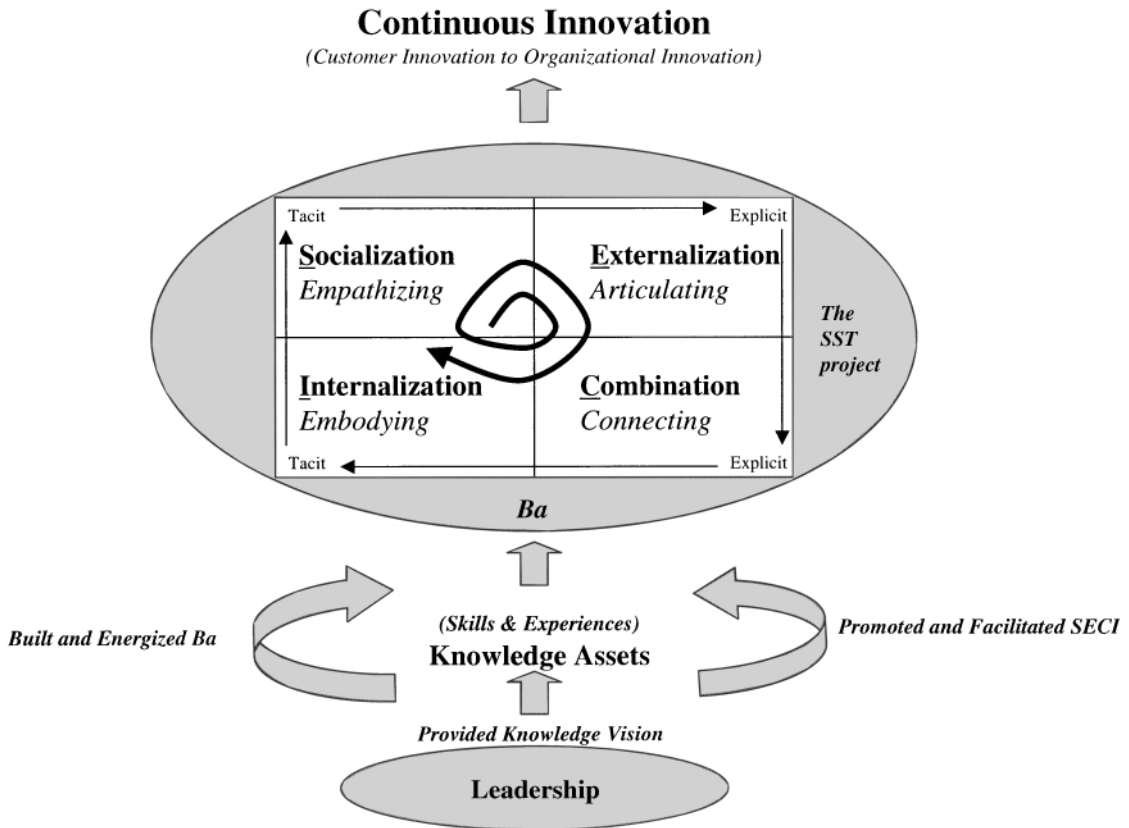 Continuous Innovation
(Customer Innovation to Organizational Innovation)
Tacit
Explicit
Socialization
Empathizing
Externalization
Articulating
The
SST
project
Internalization
Embodying
Combination
Connecting
Tacit
Explicit
Ba
(Skills & Experiences)
Built and Energized Ba
Promoted and Facilitated SECI
Knowledge Assets
Provided Knowledge Vision
Leadership